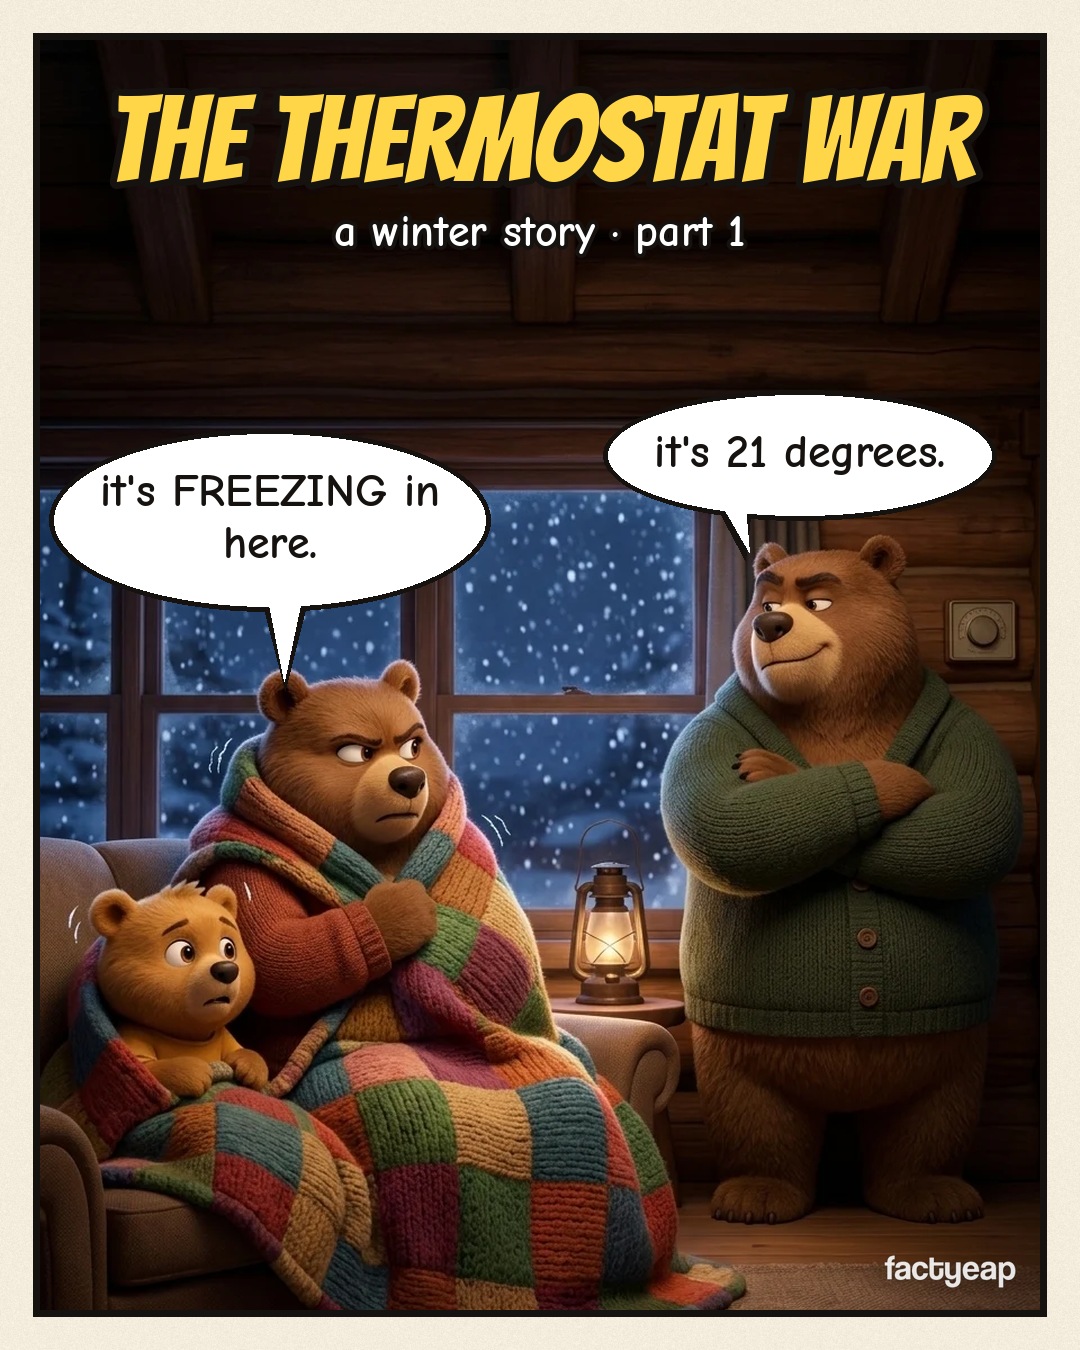 THE THERMOSTAT WAR
a winter story · part 1
it's FREEZING in
here.
it's 21 degrees.
factyeap